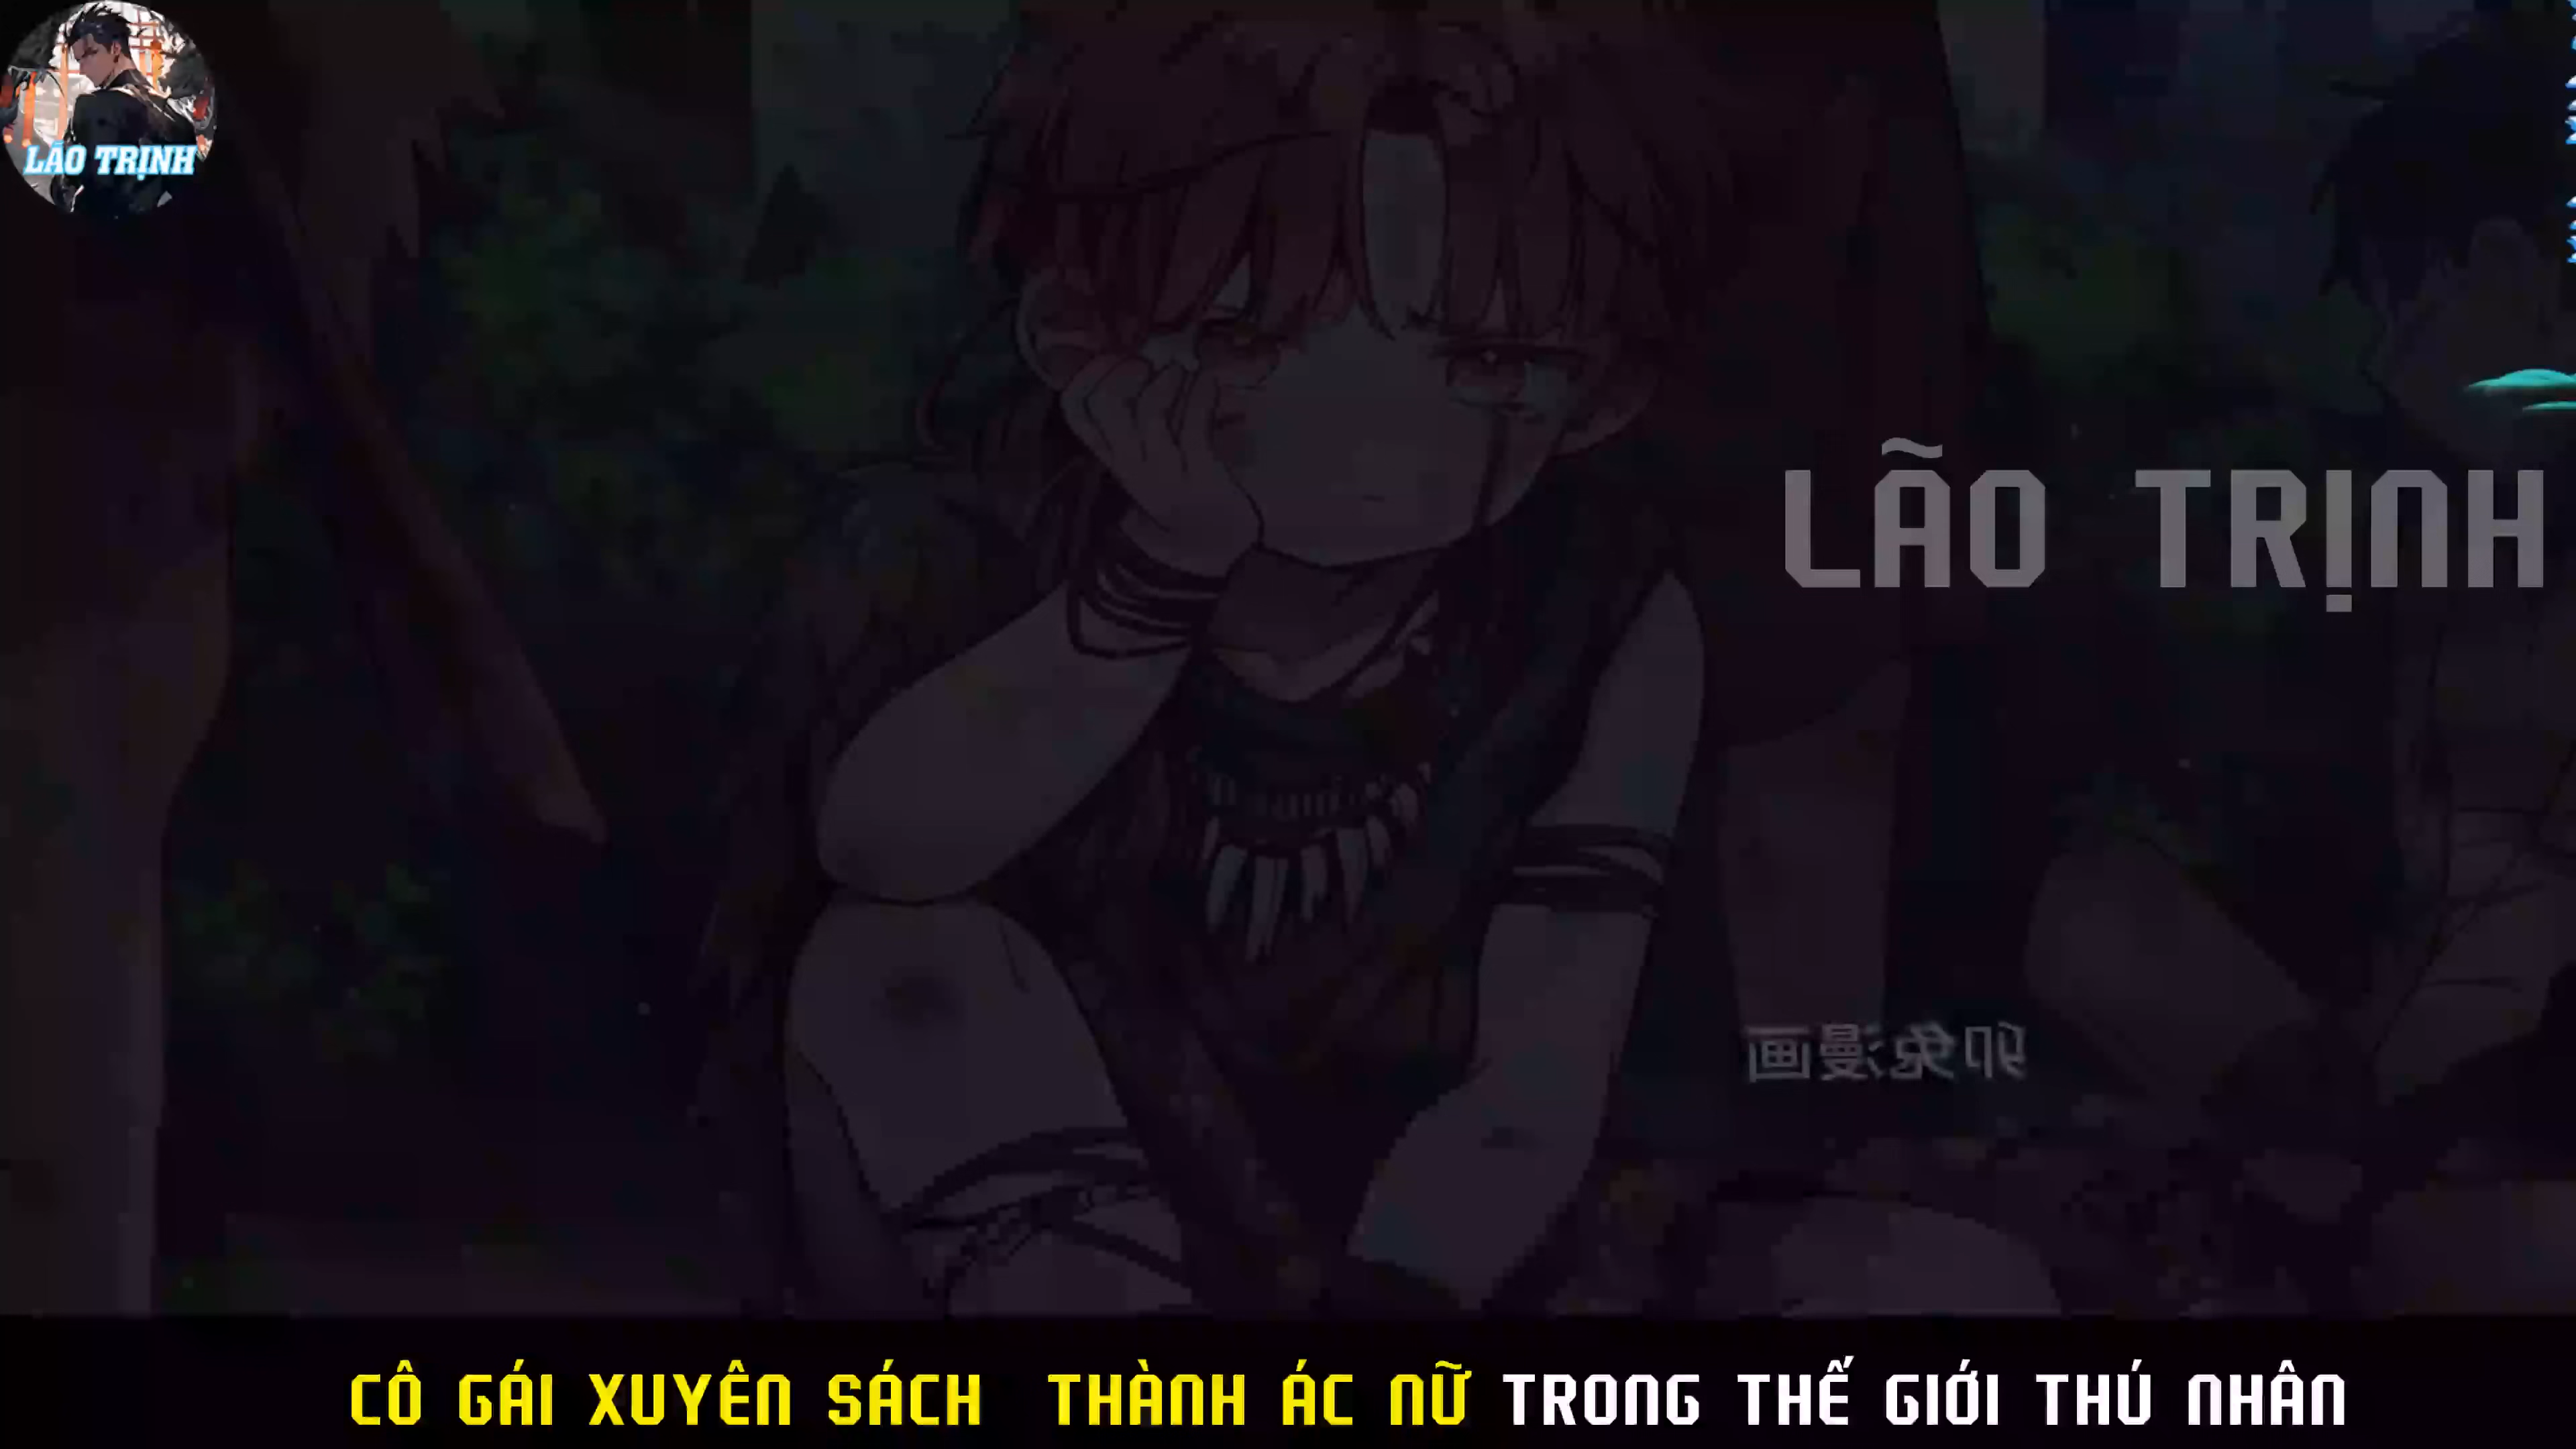 LÃO TRỊNH
LÃO TRỊNH
卯兔漫画
CÔ GÁI XUYÊN SÁCH THÀNH ÁC NỮ TRONG THẾ GIỚI THÚ NHÂN